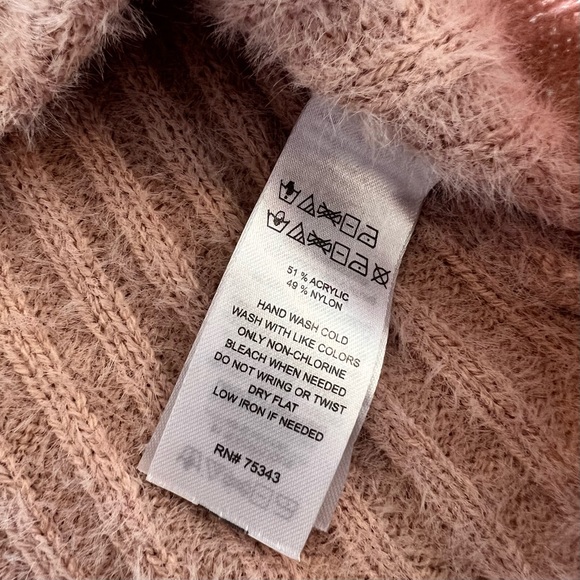 51 % ACRYLIC
49 % NYLON
HAND WASH COLD
WASH WITH LIKE COLORS
ONLY NON-CHLORINE
BLEACH WHEN NEEDED
DO NOT WRING OR TWIST
DRY FLAT
LOW IRON IF NEEDED
RN# 75343